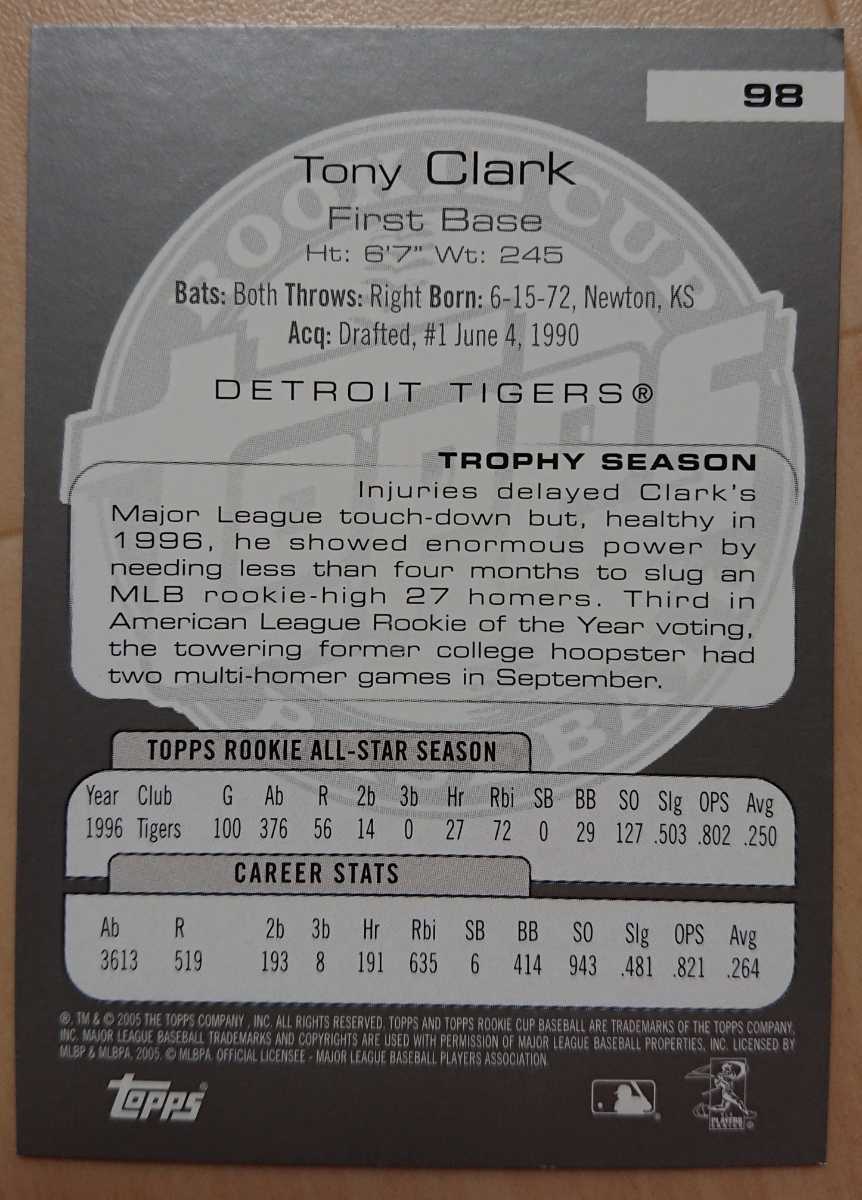 98
Tony Clark
First Base
Ht: 6'7" Wt: 245
Bats: Both Throws: Right Born: 6-15-72, Newton, KS
Acq: Drafted, #1 June 4, 1990
DETROIT TIGERS®
TROPHY SEASON
Injuries delayed Clark's
Major League touch-down but, healthy in
1996, he showed enormous power by
needing less than four months to slug an
MLB rookie-high 27 homers. Third in
American League Rookie of the Year voting,
the towering former college hoopster had
two multi-homer games in September.
TOPPS ROOKIE ALL-STAR SEASON
Year Club G Ab R 2b 3b Hr Rbi SB BB SO Slg OPS Avg
1996 Tigers 100 376 56 14 0 27 72 0 29 127 .503 .802 .250
CAREER STATS
Ab R 2b 3b Hr Rbi SB BB SO Slg OPS Avg
3613 519 193 8 191 635 6 414 943 .481 .821 .264
®, TM & © 2005 THE TOPPS COMPANY, INC. ALL RIGHTS RESERVED. TOPPS AND TOPPS ROOKIE CUP BASEBALL ARE TRADEMARKS OF THE TOPPS COMPANY,
INC. MAJOR LEAGUE BASEBALL TRADEMARKS AND COPYRIGHTS ARE USED WITH PERMISSION OF MAJOR LEAGUE BASEBALL PROPERTIES, INC. LICENSED BY
MLBP & MLBPA, 2005. © MLBPA. OFFICIAL LICENSEE - MAJOR LEAGUE BASEBALL PLAYERS ASSOCIATION.
topps®